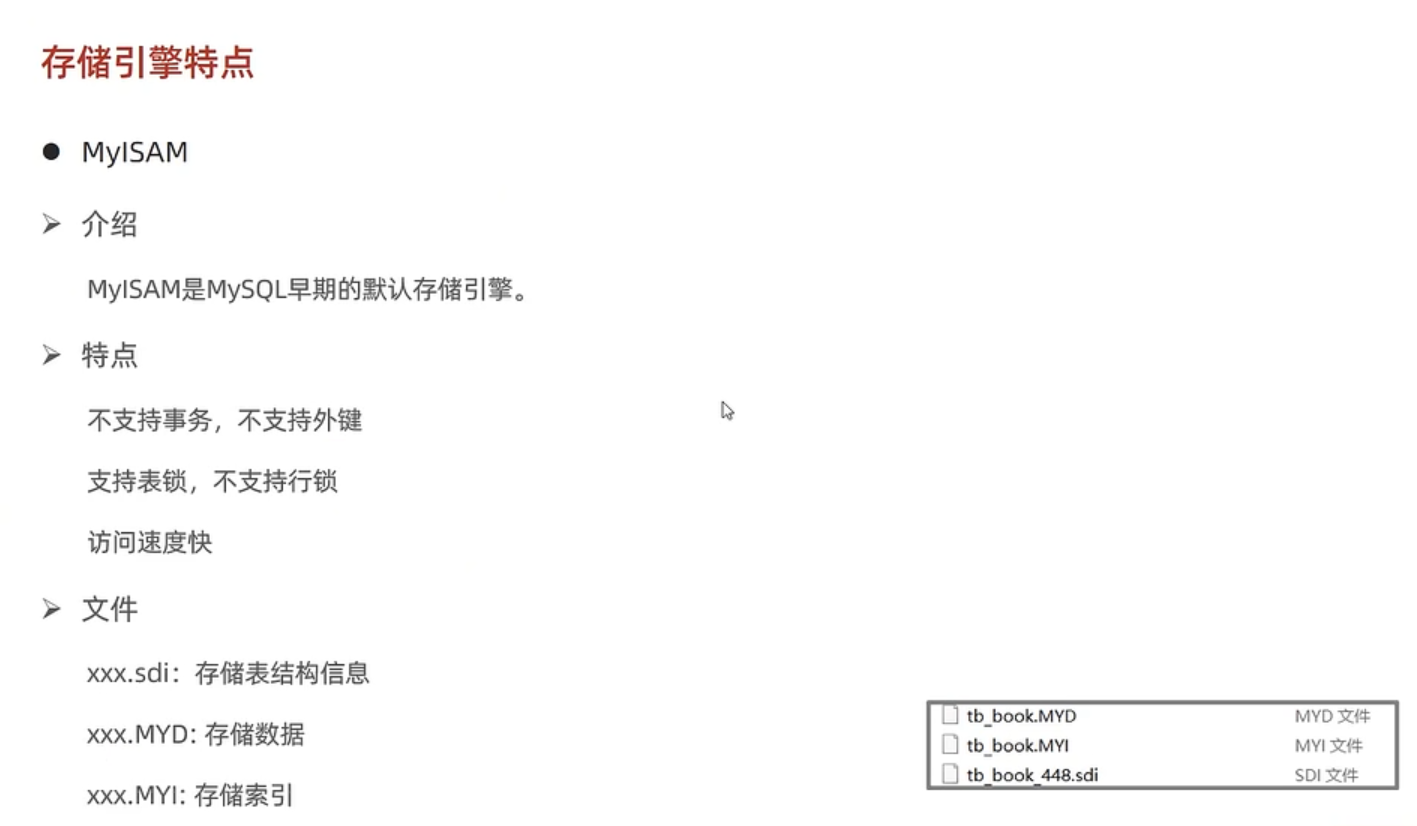 存储引擎特点
MyISAM
介绍
MyISAM是MySQL早期的默认存储引擎。
特点
不支持事务，不支持外键
支持表锁，不支持行锁
访问速度快
文件
xxx.sdi：存储表结构信息
xxx.MYD: 存储数据
xxx.MYI: 存储索引
tb_book.MYD MYD 文件
tb_book.MYI MYI 文件
tb_book_448.sdi SDI 文件